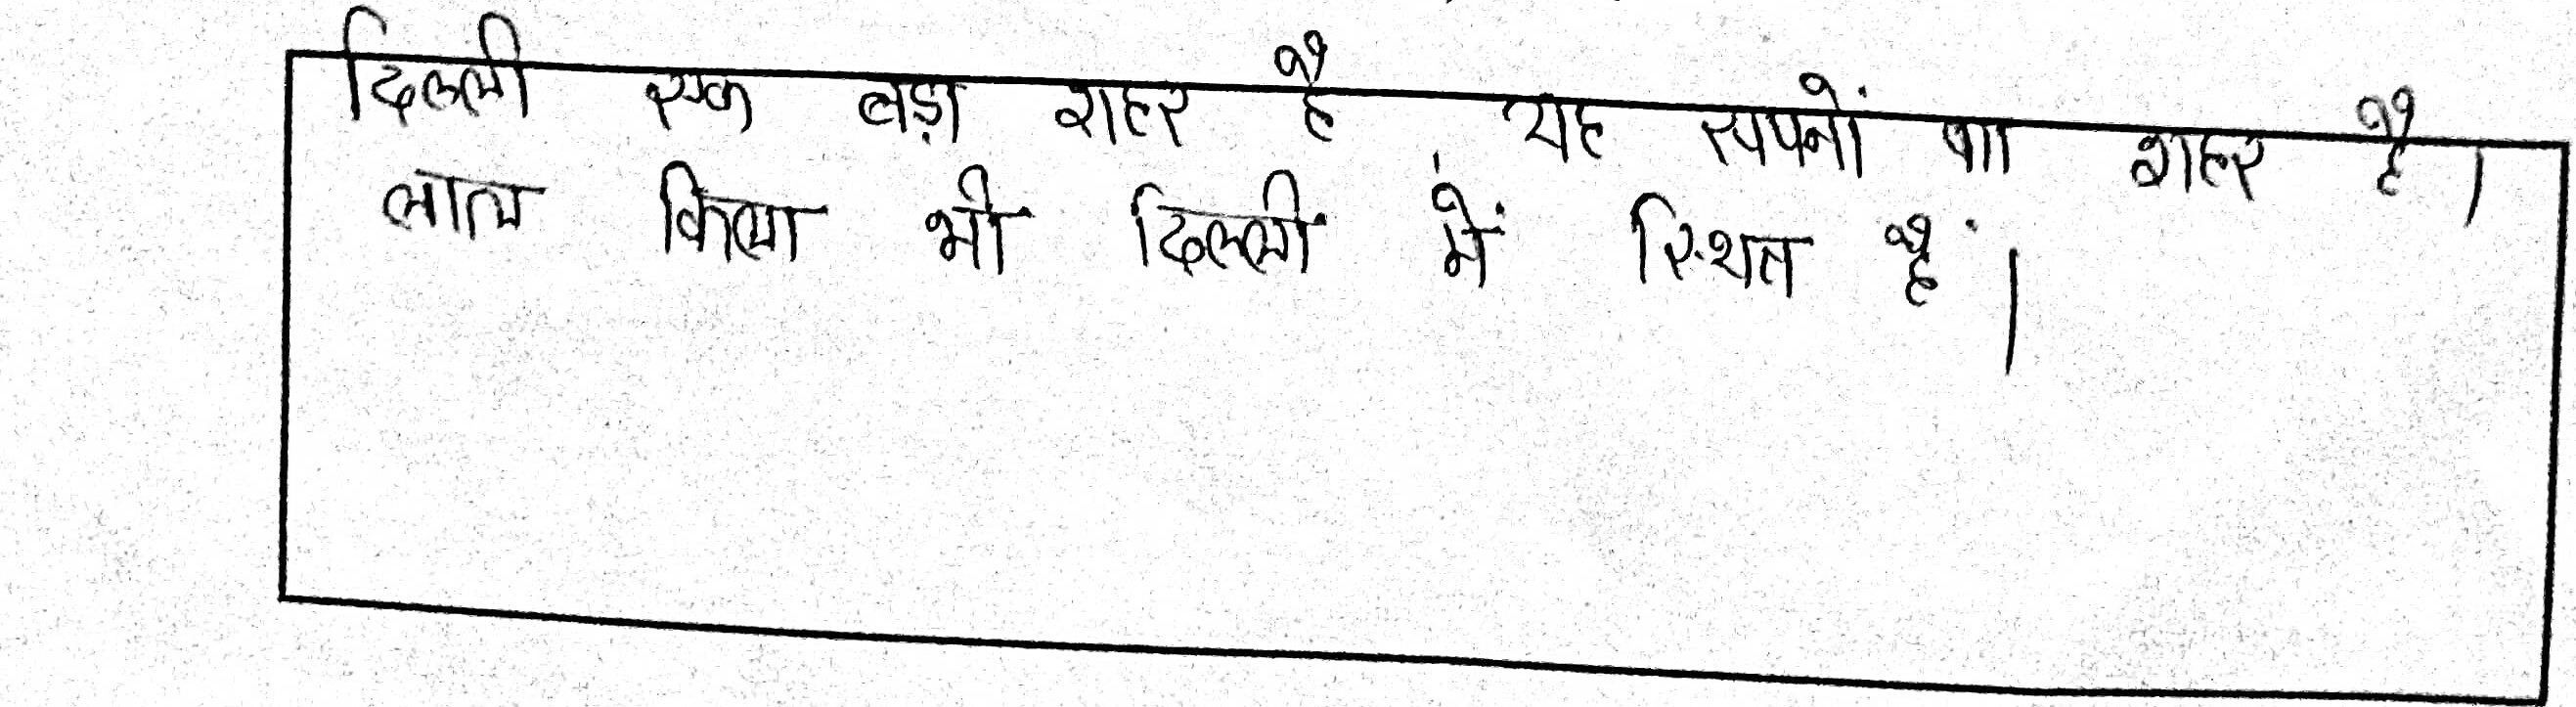 दिल्ली एक बड़ा शहर है, यह सपनों का शहर है।
लाल किला भी दिल्ली में स्थित हैं।